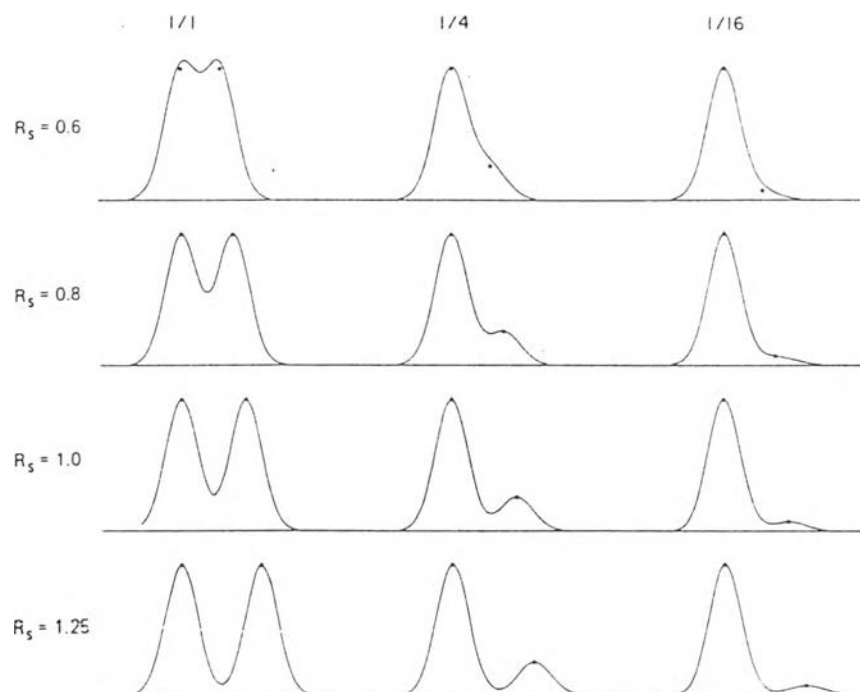 1/1 1/4 1/16
Rs = 0.6
Rs = 0.8
Rs = 1.0
Rs = 1.25